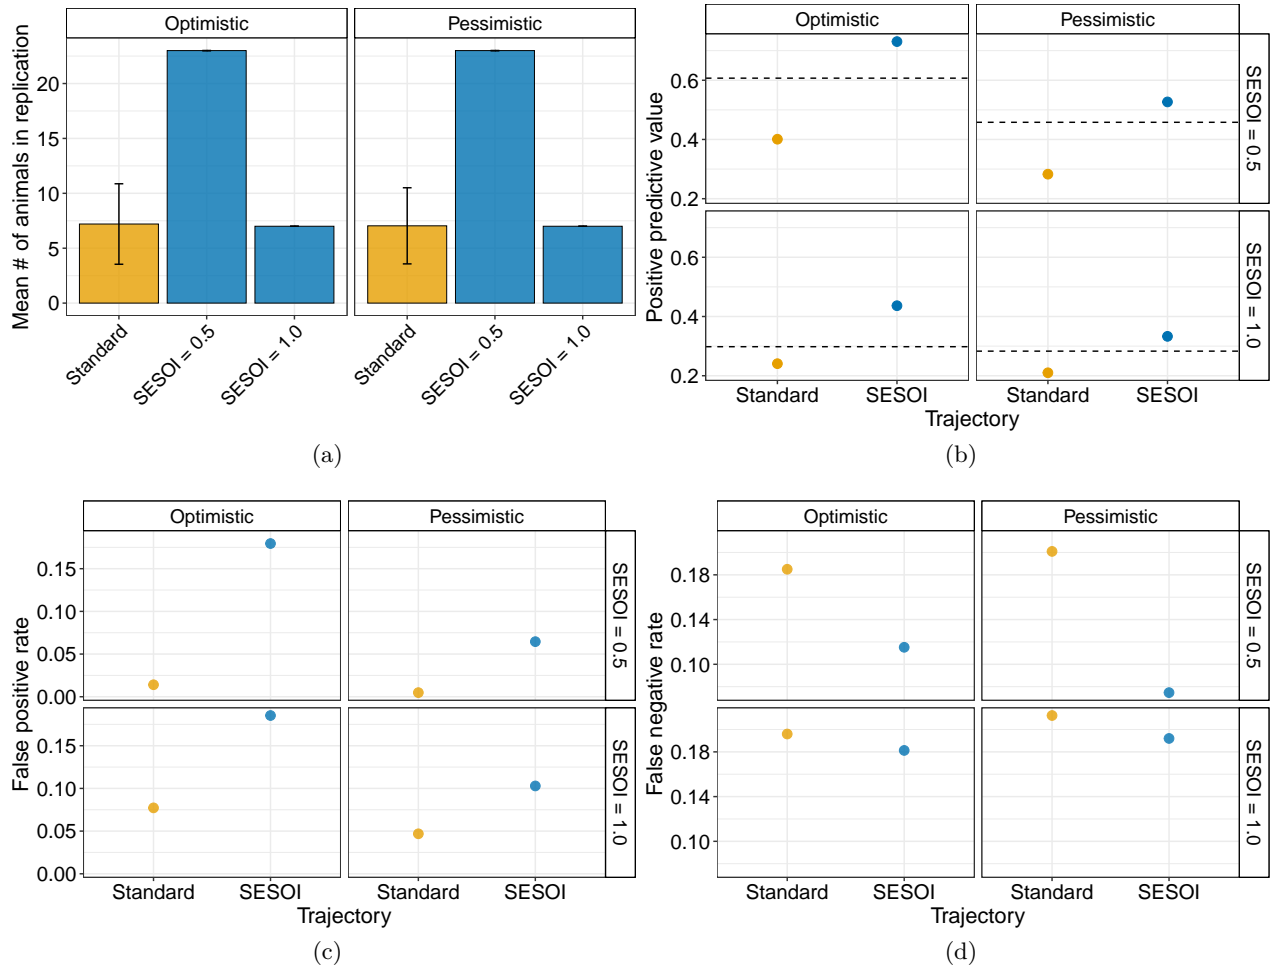 Optimistic
Pessimistic
Mean # of animals in replication
20
15
10
5
0
Standard
SESOI = 0.5
SESOI = 1.0
Standard
SESOI = 0.5
SESOI = 1.0
(a)
Optimistic
Pessimistic
Positive predictive value
0.6
0.4
0.2
SESOI = 0.5
0.6
0.4
0.2
SESOI = 1.0
Standard
SESOI
Standard
SESOI
Trajectory
(b)
Optimistic
Pessimistic
False positive rate
0.15
0.10
0.05
0.00
SESOI = 0.5
0.15
0.10
0.05
0.00
SESOI = 1.0
Standard
SESOI
Standard
SESOI
Trajectory
(c)
Optimistic
Pessimistic
False negative rate
0.18
0.14
0.10
SESOI = 0.5
0.18
0.14
0.10
SESOI = 1.0
Standard
SESOI
Standard
SESOI
Trajectory
(d)